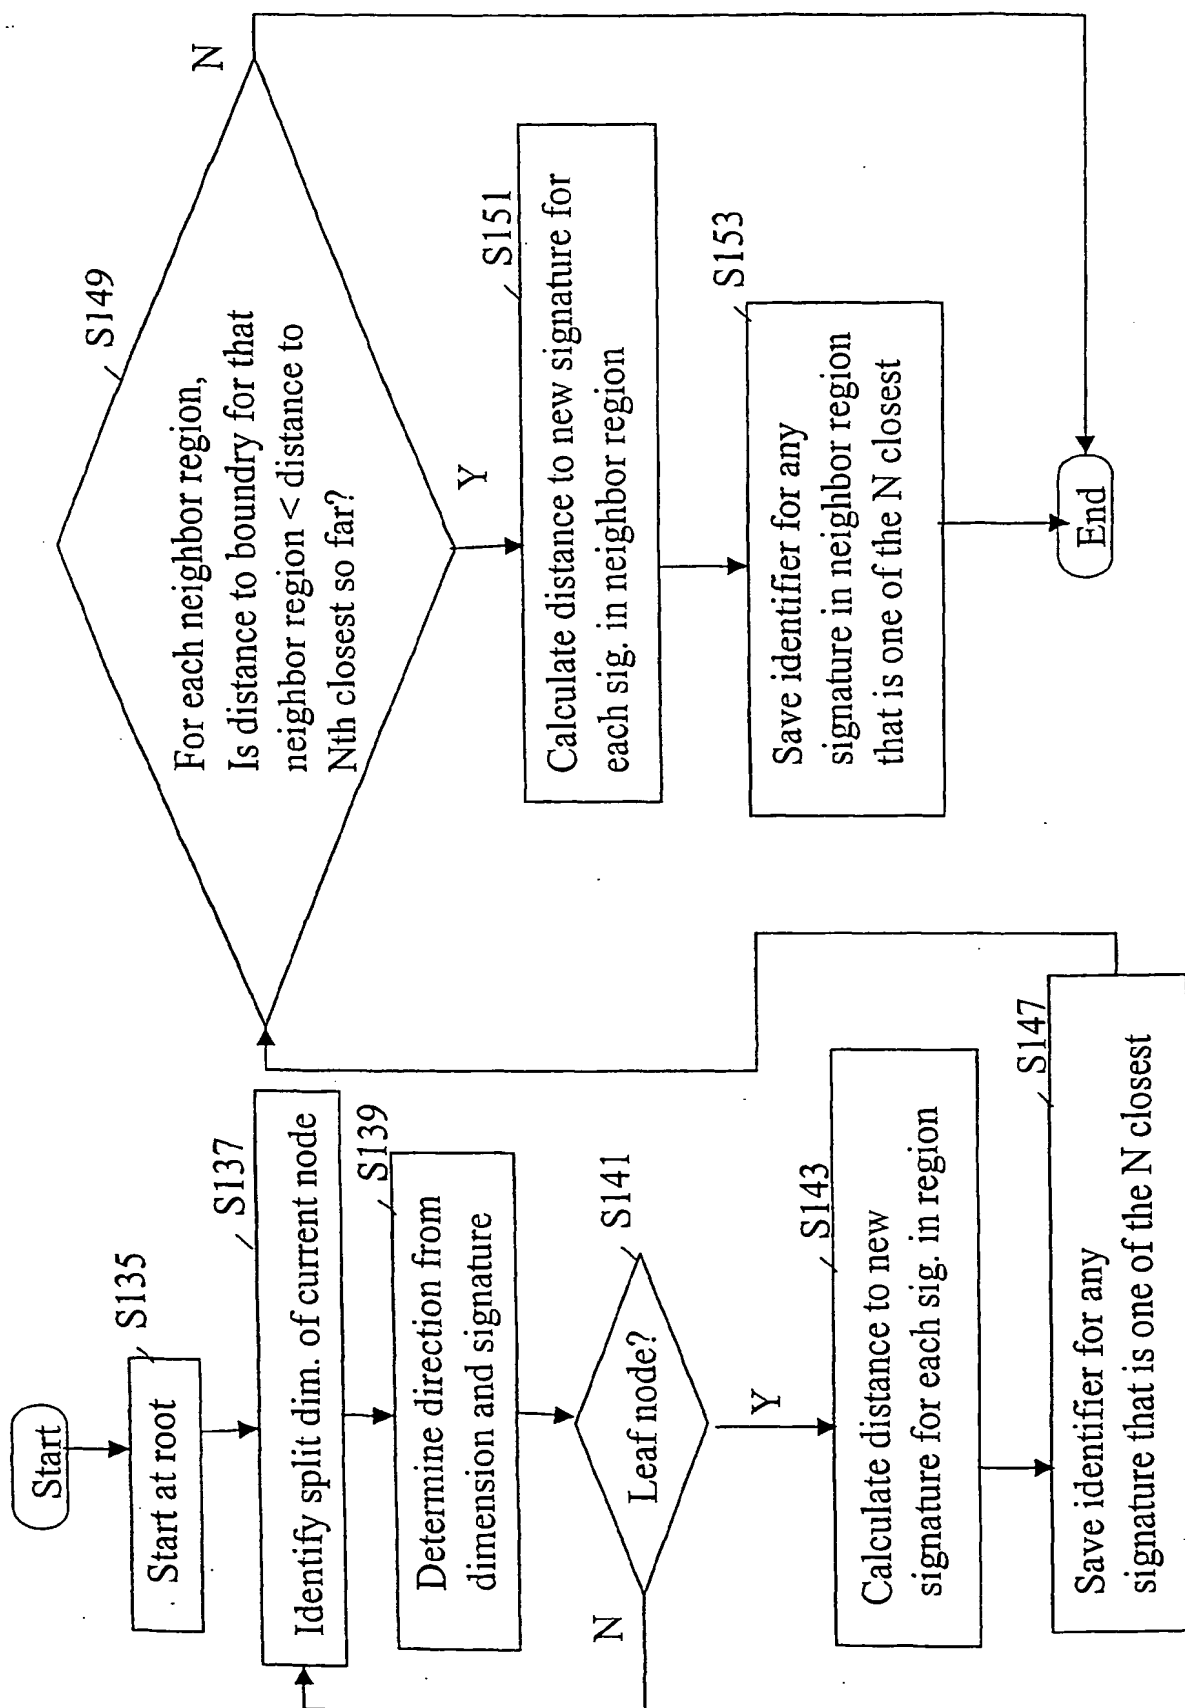 Start
S135
Start at root
S137
Identify split dim. of current node
S139
Determine direction from
dimension and signature
S141
Leaf node?
N
Y
S143
Calculate distance to new
signature for each sig. in region
S147
Save identifier for any
signature that is one of the N closest
S149
For each neighbor region,
Is distance to boundry for that
neighbor region < distance to
Nth closest so far?
N
Y
S151
Calculate distance to new signature for
each sig. in neighbor region
S153
Save identifier for any
signature in neighbor region
that is one of the N closest
End